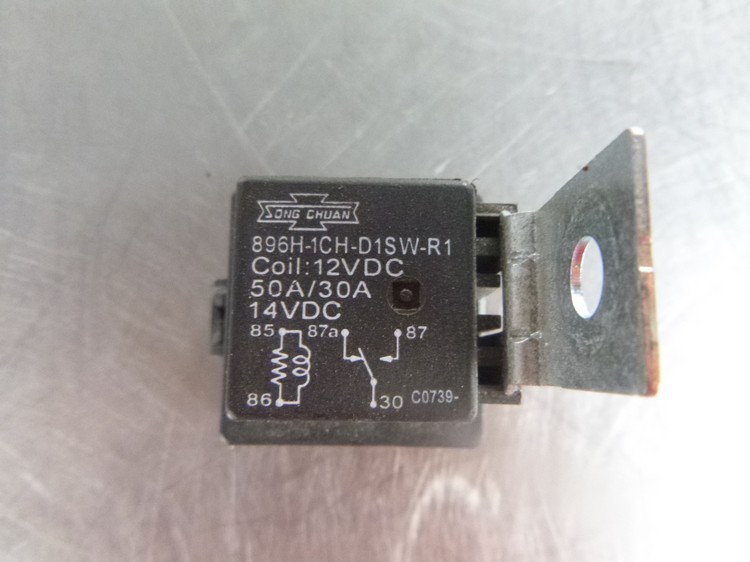 SONG CHUAN
896H-1CH-D1SW-R1
Coil:12VDC
50A/30A
14VDC
85 87a 87
86 30 C0739-